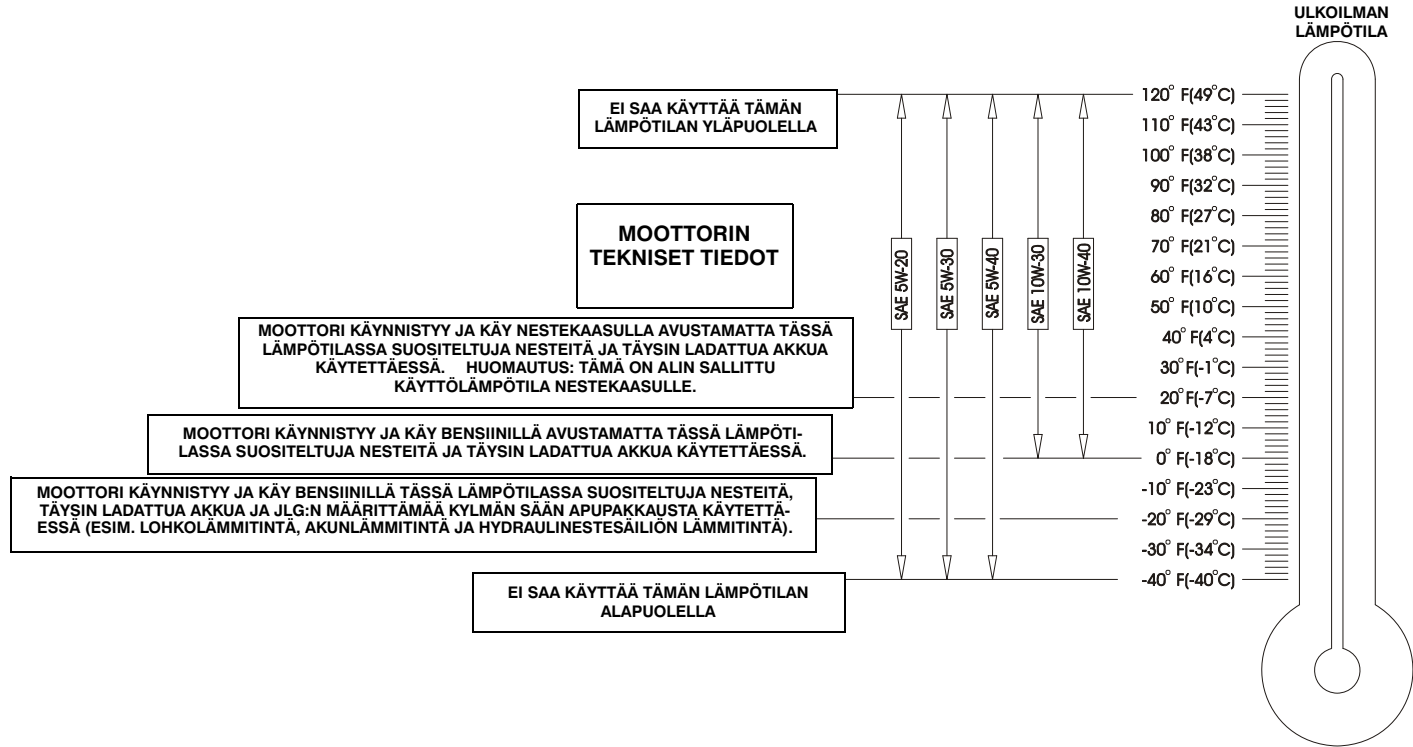 ULKOILMAN
LÄMPÖTILA
EI SAA KÄYTTÄÄ TÄMÄN
LÄMPÖTILAN YLÄPUOLELLA
MOOTTORIN
TEKNISET TIEDOT
MOOTTORI KÄYNNISTYY JA KÄY NESTEKAASULLA AVUSTAMATTA TÄSSÄ
LÄMPÖTILASSA SUOSITELTUJA NESTEITÄ JA TÄYSIN LADATTUA AKKUA
KÄYTETTÄESSÄ. HUOMAUTUS: TÄMÄ ON ALIN SALLITTU
KÄYTTÖLÄMPÖTILA NESTEKAASULLE.
MOOTTORI KÄYNNISTYY JA KÄY BENSIINILLÄ AVUSTAMATTA TÄSSÄ LÄMPÖTI-
LASSA SUOSITELTUJA NESTEITÄ JA TÄYSIN LADATTUA AKKUA KÄYTETTÄESSÄ.
MOOTTORI KÄYNNISTYY JA KÄY BENSIINILLÄ TÄSSÄ LÄMPÖTILASSA SUOSITELTUJA NESTEITÄ,
TÄYSIN LADATTUA AKKUA JA JLG:N MÄÄRITTÄMÄÄ KYLMÄN SÄÄN APUPAKKAUSTA KÄYTETTÄ-
ESSÄ (ESIM. LOHKOLÄMMITINTÄ, AKUNLÄMMITINTÄ JA HYDRAULINESTESÄILIÖN LÄMMITINTÄ).
EI SAA KÄYTTÄÄ TÄMÄN LÄMPÖTILAN
ALAPUOLELLA
SAE 5W-20
SAE 5W-30
SAE 5W-40
SAE 10W-30
SAE 10W-40
120° F(49°C)
110° F(43°C)
100° F(38°C)
90° F(32°C)
80° F(27°C)
70° F(21°C)
60° F(16°C)
50° F(10°C)
40° F(4°C)
30° F(-1°C)
20° F(-7°C)
10° F(-12°C)
0° F(-18°C)
-10° F(-23°C)
-20° F(-29°C)
-30° F(-34°C)
-40° F(-40°C)